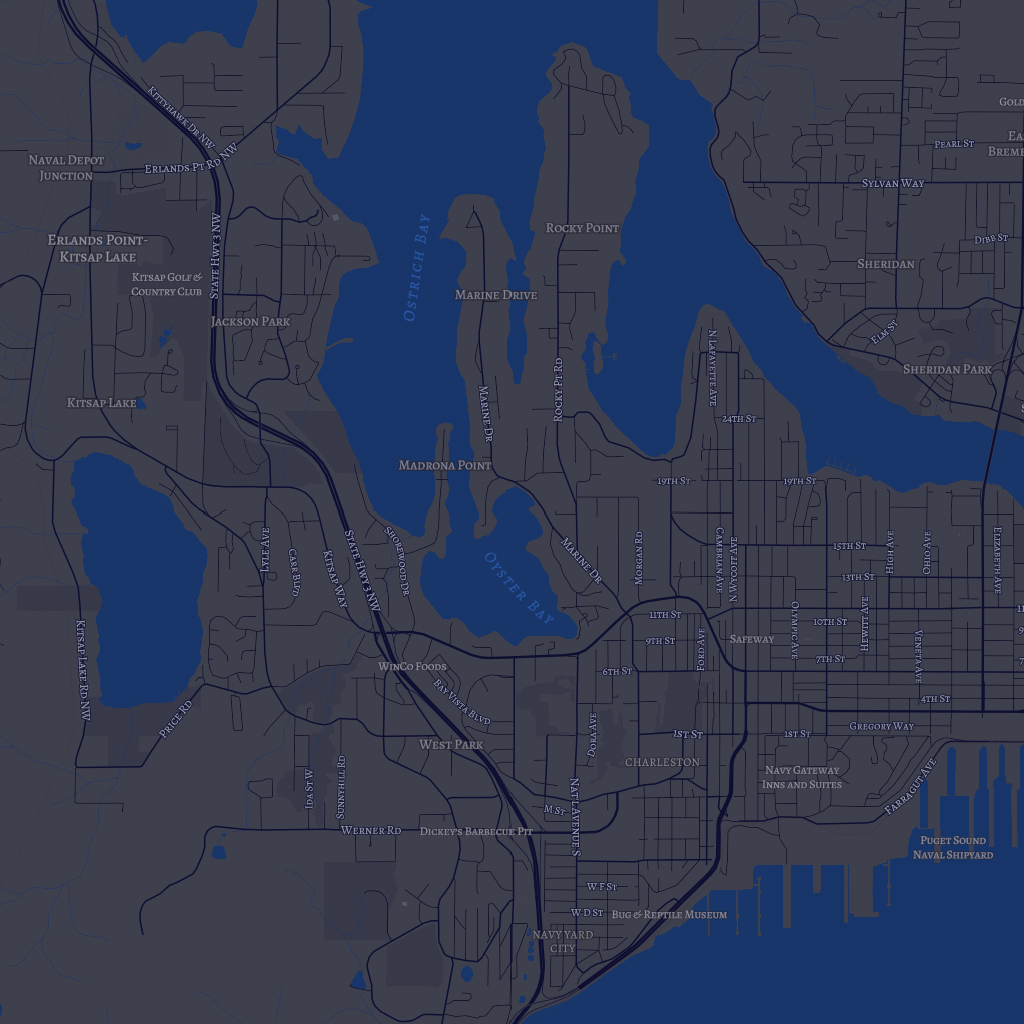 Kittyhawk Dr NW
Gold
Ea
Breme
Pearl St
Naval Depot
Junction
Erlands Pt Rd NW
Sylvan Way
Ostrich Bay
Rocky Point
Dibb St
Erlands Point-
Kitsap Lake
State Hwy 3 NW
Sheridan
Kitsap Golf &
Country Club
Marine Drive
Jackson Park
Elm St
N Lafayette Ave
Sheridan Park
Rocky Pt Rd
Kitsap Lake
Marine Dr
24th St
Madrona Point
19th St
19th St
Lyle Ave
Carr Blvd
Kitsap Way
State Hwy 3 NW
Shorewood Dr
Oyster Bay
Marine Dr
Morgan Rd
Cambrian Ave
N Wycoff Ave
15th St
High Ave
Ohio Ave
Elizabeth Ave
13th St
11th St
Olympic Ave
10th St
Hewitt Ave
Veneta Ave
11
9
7
Kitsap Lake Rd NW
9th St
Ford Ave
Safeway
7th St
WinCo Foods
6th St
Bay Vista Blvd
4th St
Price Rd
Dora Ave
1st St
1st St
Gregory Way
West Park
Charleston
Navy Gateway
Inns and Suites
Farragut Ave
Ida St W
Sunnyhill Rd
Nat'l Avenue S
M St
Werner Rd
Dickey's Barbecue Pit
Puget Sound
Naval Shipyard
W F St
W D St
Bug & Reptile Museum
Navy Yard
City